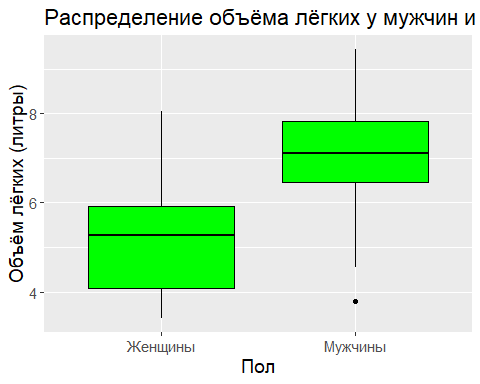 Распределение объёма лёгких у мужчин и
Объём лёгких (литры)
8
6
4
Женщины Мужчины
Пол